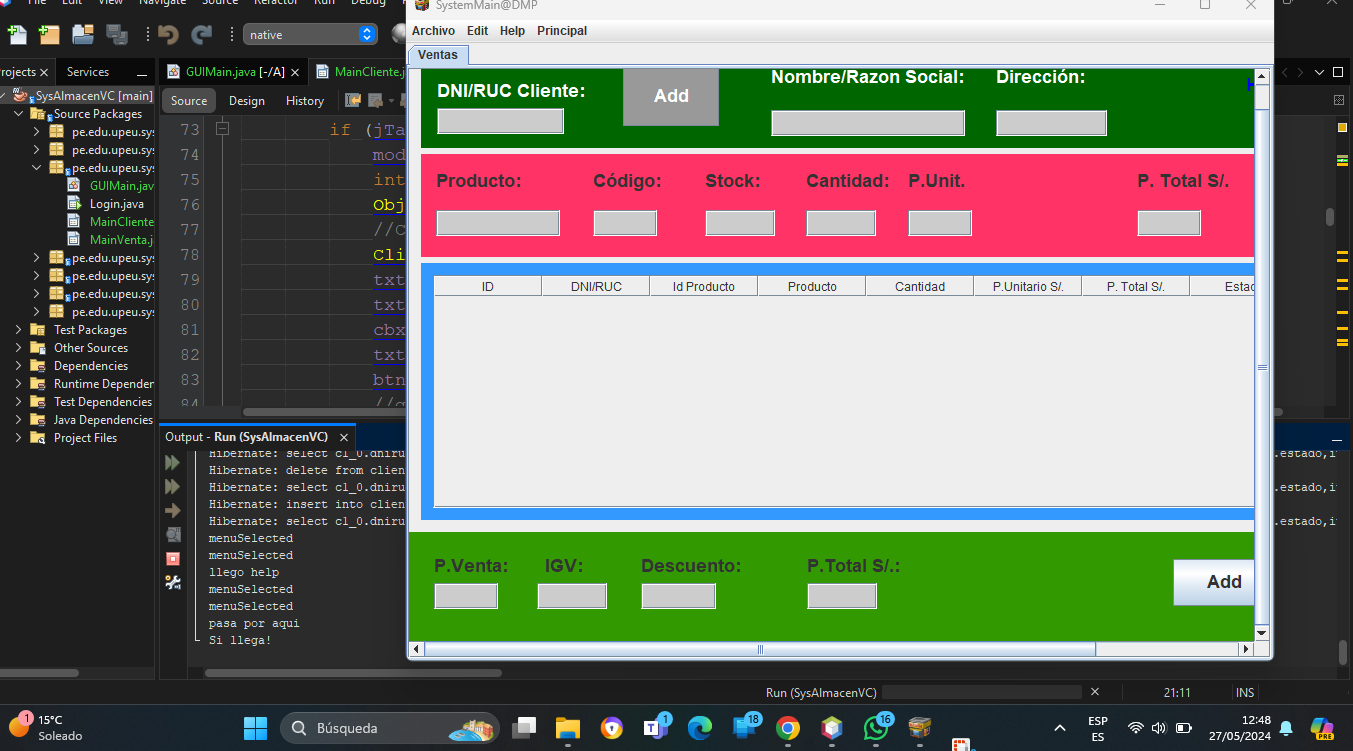 File Edit View Navigate Source Refactor Run Debug
SystemMain@DMP
native
Archivo Edit Help Principal
Projects Services
GUIMain.java [-/A] MainCliente.j
Ventas
Source Design History
SysAlmacenVC [main]
Source Packages
pe.edu.upeu.sys
pe.edu.upeu.sys
pe.edu.upeu.sys
GUIMain.jav
Login.java
MainCliente
MainVenta.j
pe.edu.upeu.sys
pe.edu.upeu.sys
pe.edu.upeu.sys
pe.edu.upeu.sys
Test Packages
Other Sources
Dependencies
Runtime Dependen
Test Dependencies
Java Dependencies
Project Files
73 if (jTa
74 mod
75 int
76 Obj
77 //C
78 Cli
79 txt
80 txt
81 cbx
82 txt
83 btn
84
DNI/RUC Cliente: Add Nombre/Razon Social: Dirección:
Producto: Código: Stock: Cantidad: P.Unit. P. Total S/.
ID DNI/RUC Id Producto Producto Cantidad P.Unitario S/. P. Total S/. Estad
P.Venta: IGV: Descuento: P.Total S/.:
Add
Output - Run (SysAlmacenVC)
Hibernate: select c1_0.dniru .estado,i
Hibernate: delete from clien
Hibernate: select c1_0.dniru .estado,i
Hibernate: insert into clien
Hibernate: select c1_0.dniru .estado,i
menuSelected
menuSelected
llego help
menuSelected
menuSelected
pasa por aqui
Si llega!
Run (SysAlmacenVC) 21:11 INS
1
15°C
Soleado
Búsqueda
1
18
16
ESP
ES
12:48
27/05/2024
PRE